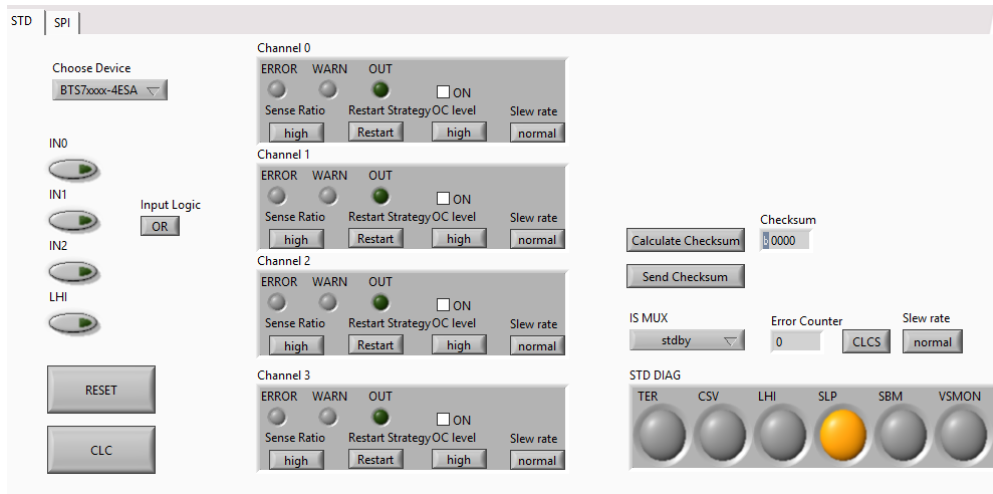 STD SPI
Choose Device
BTS7xxxx-4ESA
IN0
IN1
IN2
LHI
Input Logic
OR
RESET
CLC
Channel 0
ERROR WARN OUT
ON
Sense Ratio Restart Strategy OC level Slew rate
high Restart high normal
Channel 1
ERROR WARN OUT
ON
Sense Ratio Restart Strategy OC level Slew rate
high Restart high normal
Channel 2
ERROR WARN OUT
ON
Sense Ratio Restart Strategy OC level Slew rate
high Restart high normal
Channel 3
ERROR WARN OUT
ON
Sense Ratio Restart Strategy OC level Slew rate
high Restart high normal
Checksum
Calculate Checksum b 0000
Send Checksum
IS MUX Error Counter Slew rate
stdby 0 CLCS normal
STD DIAG
TER CSV LHI SLP SBM VSMON